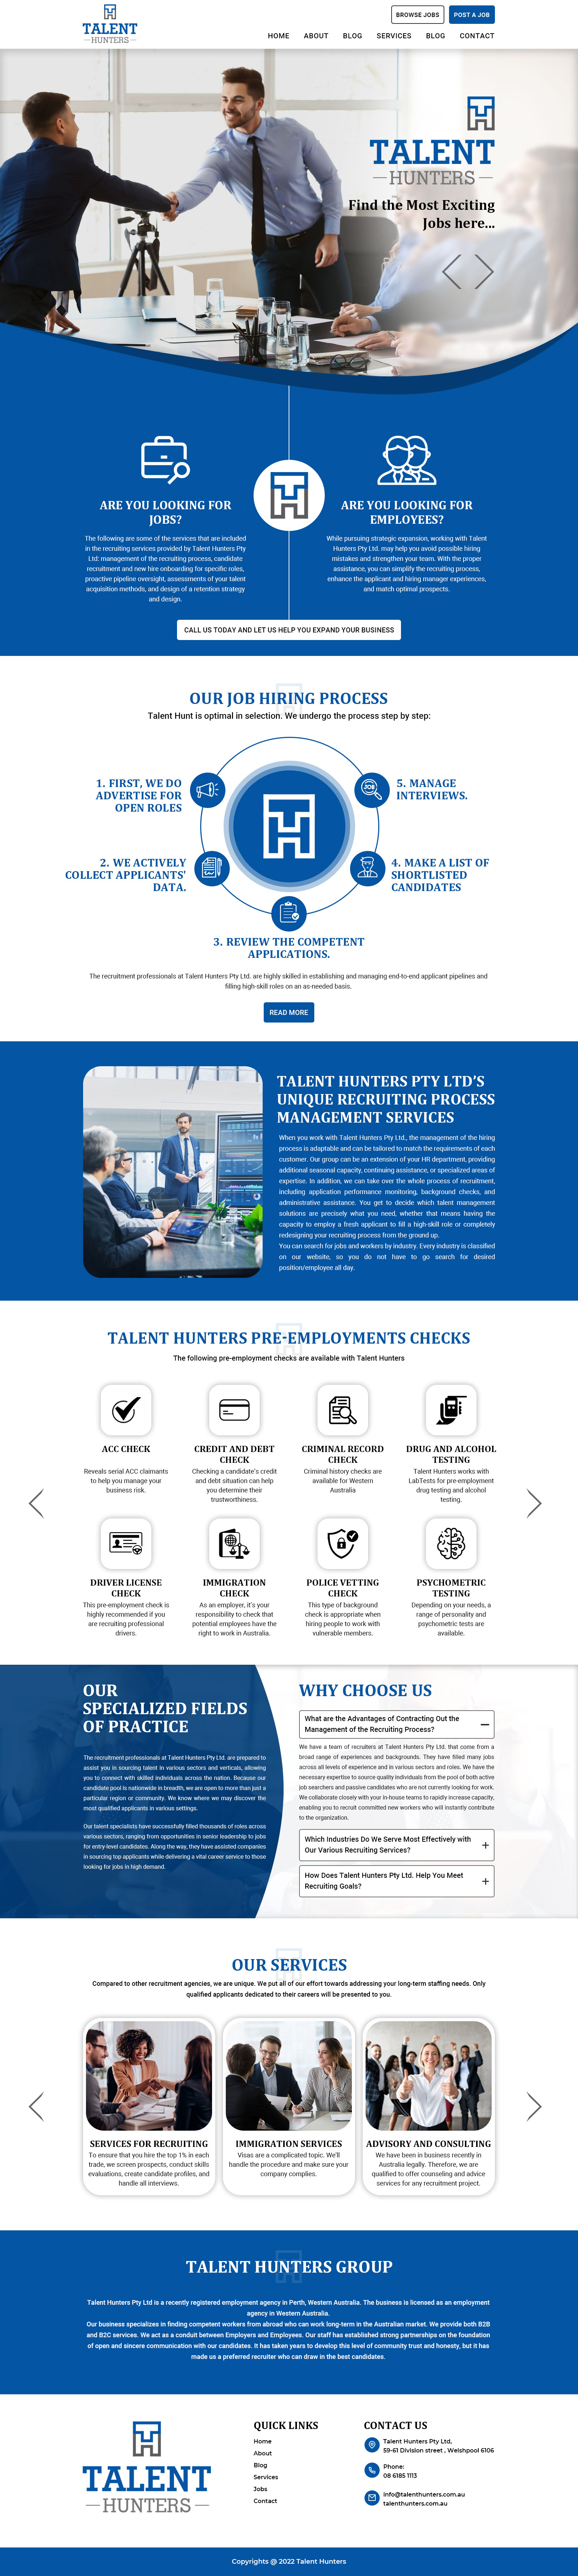 TALENT
HUNTERS
BROWSE JOBS
POST A JOB
HOME
ABOUT
BLOG
SERVICES
BLOG
CONTACT
TALENT
HUNTERS
Find the Most Exciting
Jobs here...
ARE YOU LOOKING FOR
JOBS?
The following are some of the services that are included
in the recruiting services provided by Talent Hunters Pty
Ltd: management of the recruiting process, candidate
recruitment and new hire onboarding for specific roles,
proactive pipeline oversight, assessments of your talent
acquisition methods, and design of a retention strategy
and design.
ARE YOU LOOKING FOR
EMPLOYEES?
While pursuing strategic expansion, working with Talent
Hunters Pty Ltd. may help you avoid possible hiring
mistakes and strengthen your team. With the proper
assistance, you can simplify the recruiting process,
enhance the applicant and hiring manager experiences,
and match optimal prospects.
CALL US TODAY AND LET US HELP YOU EXPAND YOUR BUSINESS
OUR JOB HIRING PROCESS
Talent Hunt is optimal in selection. We undergo the process step by step:
1. FIRST, WE DO
ADVERTISE FOR
OPEN ROLES
2. WE ACTIVELY
COLLECT APPLICANTS'
DATA.
3. REVIEW THE COMPETENT
APPLICATIONS.
4. MAKE A LIST OF
SHORTLISTED
CANDIDATES
JOB
5. MANAGE
INTERVIEWS.
The recruitment professionals at Talent Hunters Pty Ltd. are highly skilled in establishing and managing end-to-end applicant pipelines and
filling high-skill roles on an as-needed basis.
READ MORE
TALENT HUNTERS PTY LTD'S
UNIQUE RECRUITING PROCESS
MANAGEMENT SERVICES
When you work with Talent Hunters Pty Ltd., the management of the hiring
process is adaptable and can be tailored to match the requirements of each
customer. Our group can be an extension of your HR department, providing
additional seasonal capacity, continuing assistance, or specialized areas of
expertise. In addition, we can take over the whole process of recruitment,
including application performance monitoring, background checks, and
administrative assistance. You get to decide which talent management
solutions are precisely what you need, whether that means having the
capacity to employ a fresh applicant to fill a high-skill role or completely
redesigning your recruiting process from the ground up.
You can search for jobs and workers by industry. Every industry is classified
on our website, so you do not have to go search for desired
position/employee all day.
TALENT HUNTERS PRE-EMPLOYMENTS CHECKS
The following pre-employment checks are available with Talent Hunters
ACC CHECK
Reveals serial ACC claimants
to help you manage your
business risk.
CREDIT AND DEBT
CHECK
Checking a candidate's credit
and debt situation can help
you determine their
trustworthiness.
CRIMINAL RECORD
CHECK
Criminal history checks are
available for Western
Australia
DRUG AND ALCOHOL
TESTING
Talent Hunters works with
LabTests for pre-employment
drug testing and alcohol
testing.
DRIVER LICENSE
CHECK
This pre-employment check is
highly recommended if you
are recruiting professional
drivers.
IMMIGRATION
CHECK
As an employer, it's your
responsibility to check that
potential employees have the
right to work in Australia.
POLICE VETTING
CHECK
This type of background
check is appropriate when
hiring people to work with
vulnerable members.
PSYCHOMETRIC
TESTING
Depending on your needs, a
range of personality and
psychometric tests are
available.
OUR
SPECIALIZED FIELDS
OF PRACTICE
The recruitment professionals at Talent Hunters Pty Ltd. are prepared to
assist you in sourcing talent in various sectors and verticals, allowing
you to connect with skilled individuals across the nation. Because our
candidate pool is nationwide in breadth, we are open to more than just a
particular region or community. We know where we may discover the
most qualified applicants in various settings.
Our talent specialists have successfully filled thousands of roles across
various sectors, ranging from opportunities in senior leadership to jobs
for entry-level candidates. Along the way, they have assisted companies
in sourcing top applicants while delivering a vital career service to those
looking for jobs in high demand.
WHY CHOOSE US
What are the Advantages of Contracting Out the
Management of the Recruiting Process?
We have a team of recruiters at Talent Hunters Pty Ltd. that come from a
broad range of experiences and backgrounds. They have filled many jobs
across all levels of experience and in various sectors and roles. We have the
necessary expertise to source quality individuals from the pool of both active
job searchers and passive candidates who are not currently looking for work.
We collaborate closely with your in-house teams to rapidly increase capacity,
enabling you to recruit committed new workers who will instantly contribute
to the organization.
Which Industries Do We Serve Most Effectively with
Our Various Recruiting Services?
How Does Talent Hunters Pty Ltd. Help You Meet
Recruiting Goals?
OUR SERVICES
Compared to other recruitment agencies, we are unique. We put all of our effort towards addressing your long-term staffing needs. Only
qualified applicants dedicated to their careers will be presented to you.
SERVICES FOR RECRUITING
To ensure that you hire the top 1% in each
trade, we screen prospects, conduct skills
evaluations, create candidate profiles, and
handle all interviews.
IMMIGRATION SERVICES
Visas are a complicated topic. We'll
handle the procedure and make sure your
company complies.
ADVISORY AND CONSULTING
We have been in business recently in
Australia legally. Therefore, we are
qualified to offer counseling and advice
services for any recruitment project.
TALENT HUNTERS GROUP
Talent Hunters Pty Ltd is a recently registered employment agency in Perth, Western Australia. The business is licensed as an employment
agency in Western Australia.
Our business specializes in finding competent workers from abroad who can work long-term in the Australian market. We provide both B2B
and B2C services. We act as a conduit between Employers and Employees. Our staff has established strong partnerships on the foundation
of open and sincere communication with our candidates. It has taken years to develop this level of community trust and honesty, but it has
made us a preferred recruiter who can draw in the best candidates.
TALENT
HUNTERS
QUICK LINKS
Home
About
Blog
Services
Jobs
Contact
CONTACT US
Talent Hunters Pty Ltd,
59-61 Division street , Welshpool 6106
Phone:
08 6185 1113
info@talenthunters.com.au
talenthunters.com.au
Copyrights @ 2022 Talent Hunters